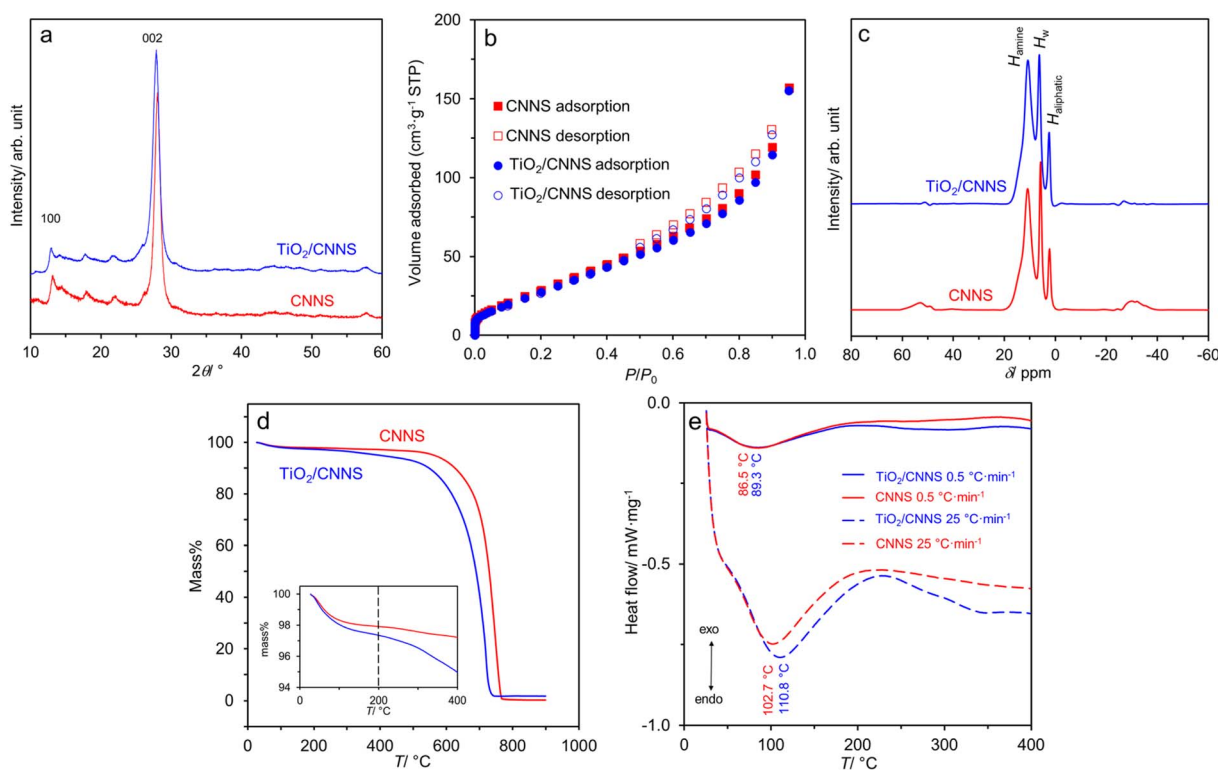 a
002
100
TiO₂/CNNS
CNNS
Intensity/ arb. unit
10 20 30 40 50 60
2θ/ °
b
200
150
100
50
0
Volume adsorbed (cm³·g⁻¹ STP)
CNNS adsorption
CNNS desorption
TiO₂/CNNS adsorption
TiO₂/CNNS desorption
0.0 0.2 0.4 0.6 0.8 1.0
P/P₀
c
H_amine
H_w
H_aliphatic
TiO₂/CNNS
CNNS
Intensity/ arb. unit
80 60 40 20 0 -20 -40 -60
δ/ ppm
d
CNNS
TiO₂/CNNS
100
80
60
40
20
0
Mass%
100
98
96
94
mass%
0 200 400
T/ °C
0 200 400 600 800 1000
T/ °C
e
0.0
-0.5
-1.0
Heat flow/ mW·mg⁻¹
86.5 °C
89.3 °C
TiO₂/CNNS 0.5 °C·min⁻¹
CNNS 0.5 °C·min⁻¹
TiO₂/CNNS 25 °C·min⁻¹
CNNS 25 °C·min⁻¹
exo
endo
102.7 °C
110.8 °C
0 100 200 300 400
T/ °C